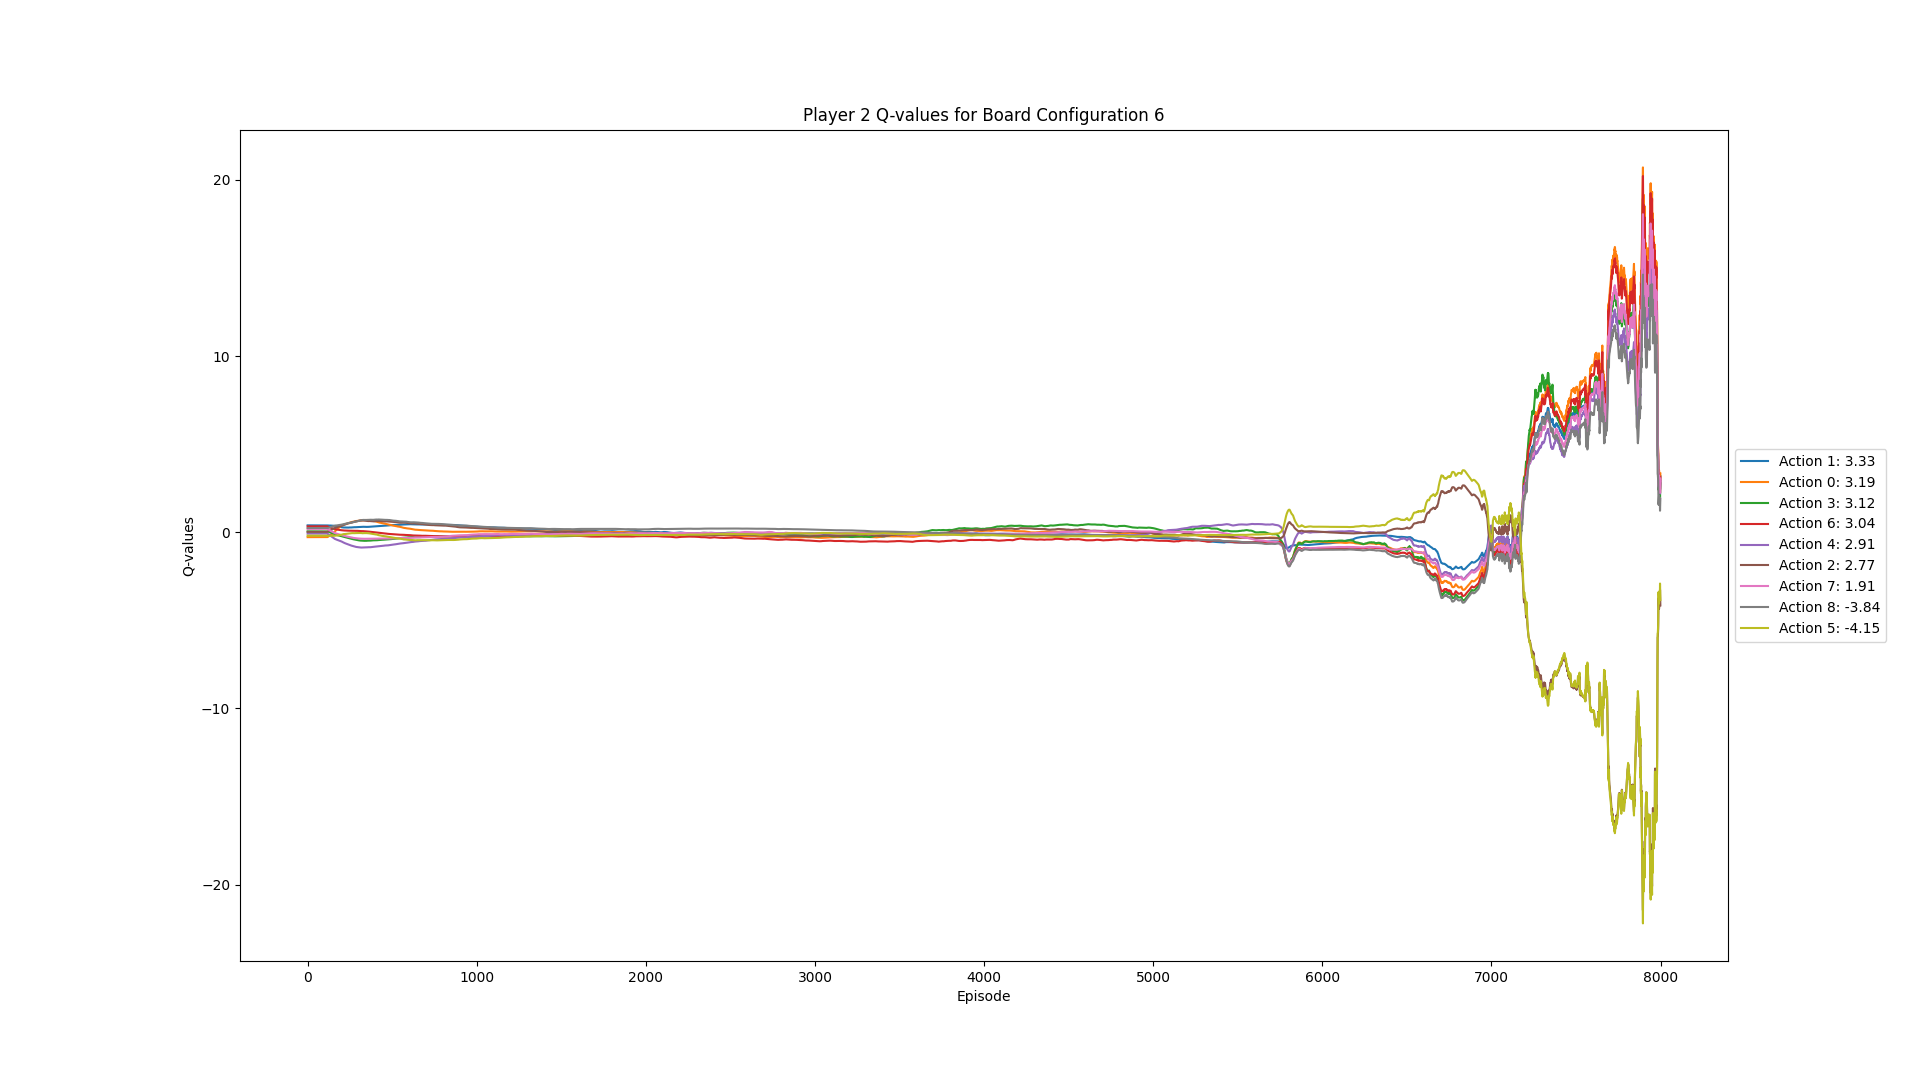 Player 2 Q-values for Board Configuration 6
20
10
0
−10
−20
Q-values
0
1000
2000
3000
4000
5000
6000
7000
8000
Episode
Action 1: 3.33
Action 0: 3.19
Action 3: 3.12
Action 6: 3.04
Action 4: 2.91
Action 2: 2.77
Action 7: 1.91
Action 8: -3.84
Action 5: -4.15